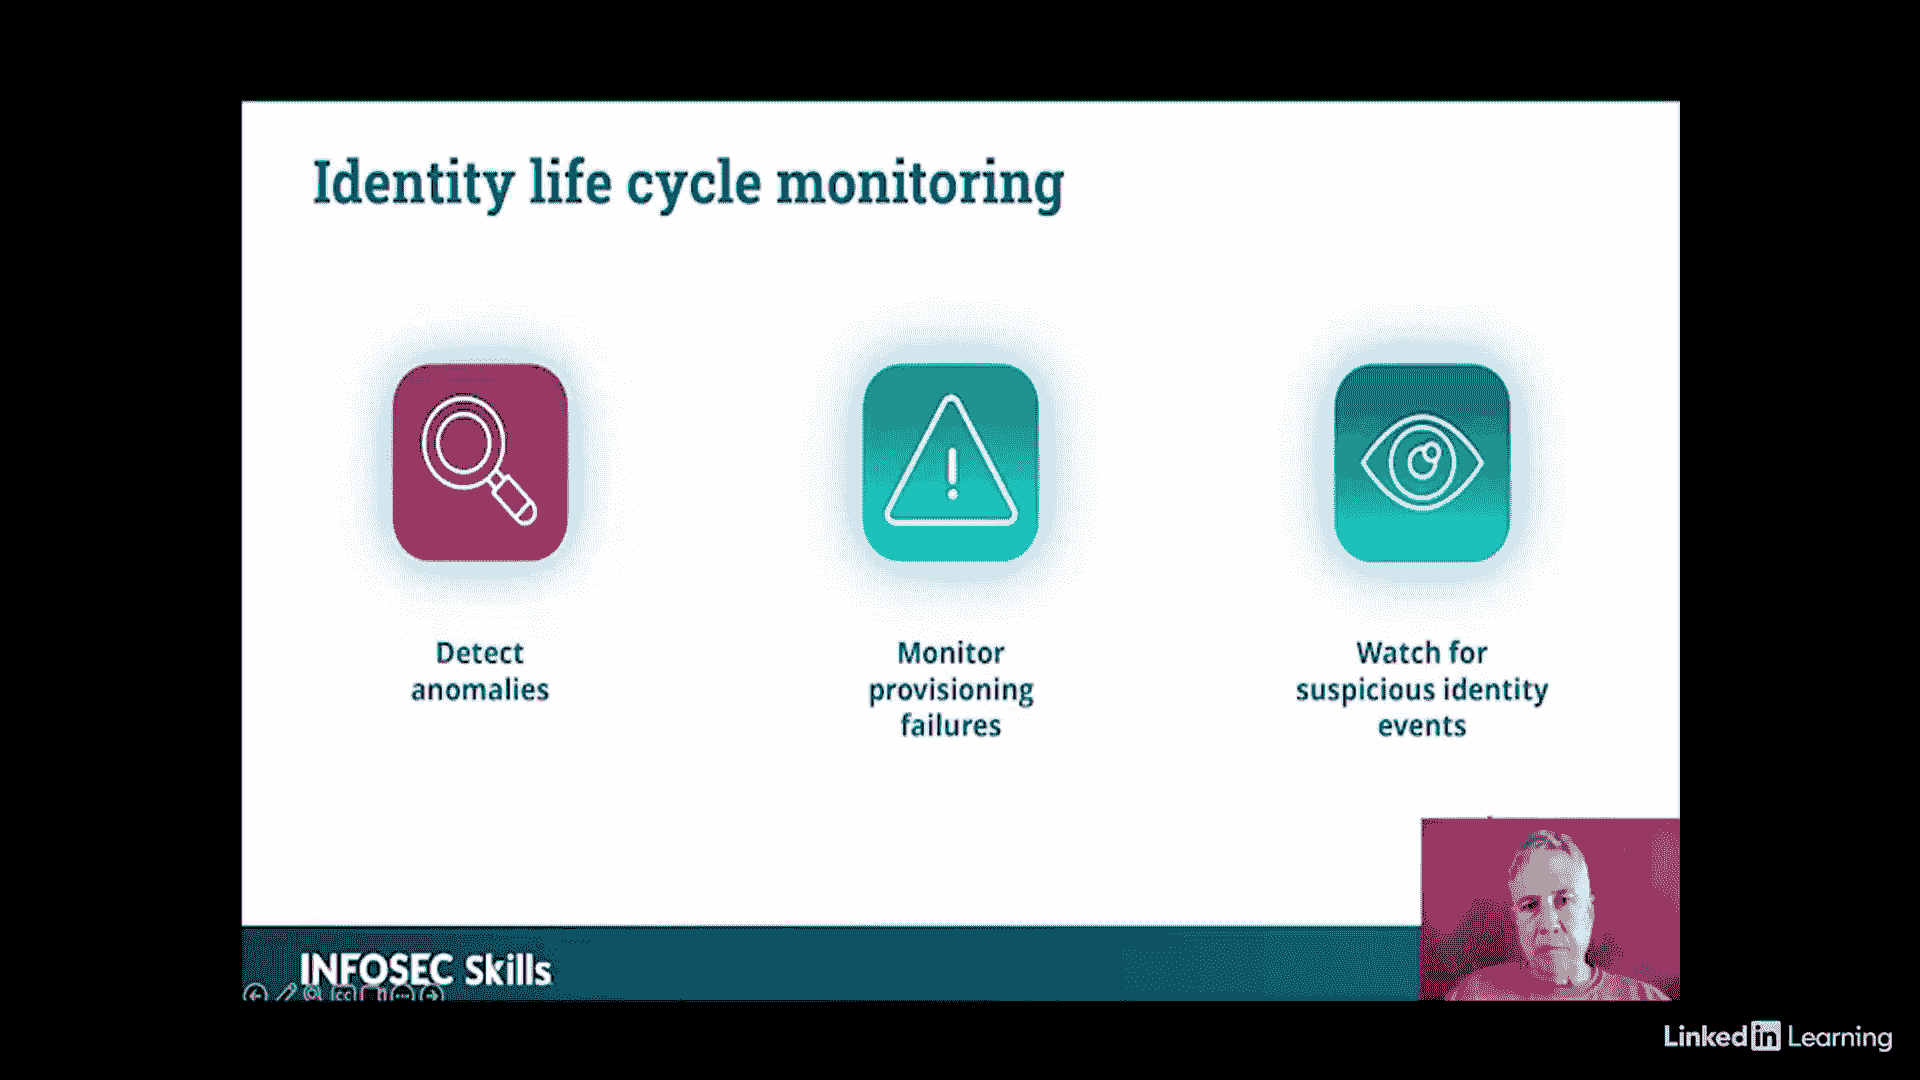 Identity life cycle monitoring
Detect
anomalies
Monitor
provisioning
failures
Watch for
suspicious identity
events
INFOSEC Skills
CC
Linked in Learning